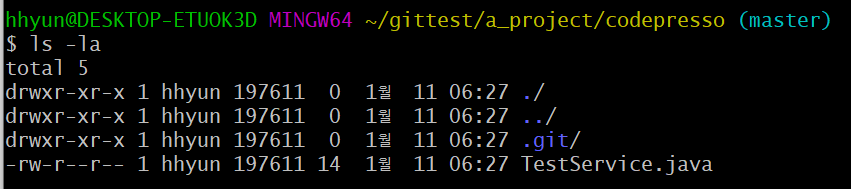 hhyun@DESKTOP-ETUOK3D MINGW64 ~/gittest/a_project/codepresso (master)
$ ls -la
total 5
drwxr-xr-x 1 hhyun 197611  0  1월  11 06:27 ./
drwxr-xr-x 1 hhyun 197611  0  1월  11 06:27 ../
drwxr-xr-x 1 hhyun 197611  0  1월  11 06:27 .git/
-rw-r--r-- 1 hhyun 197611 14  1월  11 06:27 TestService.java